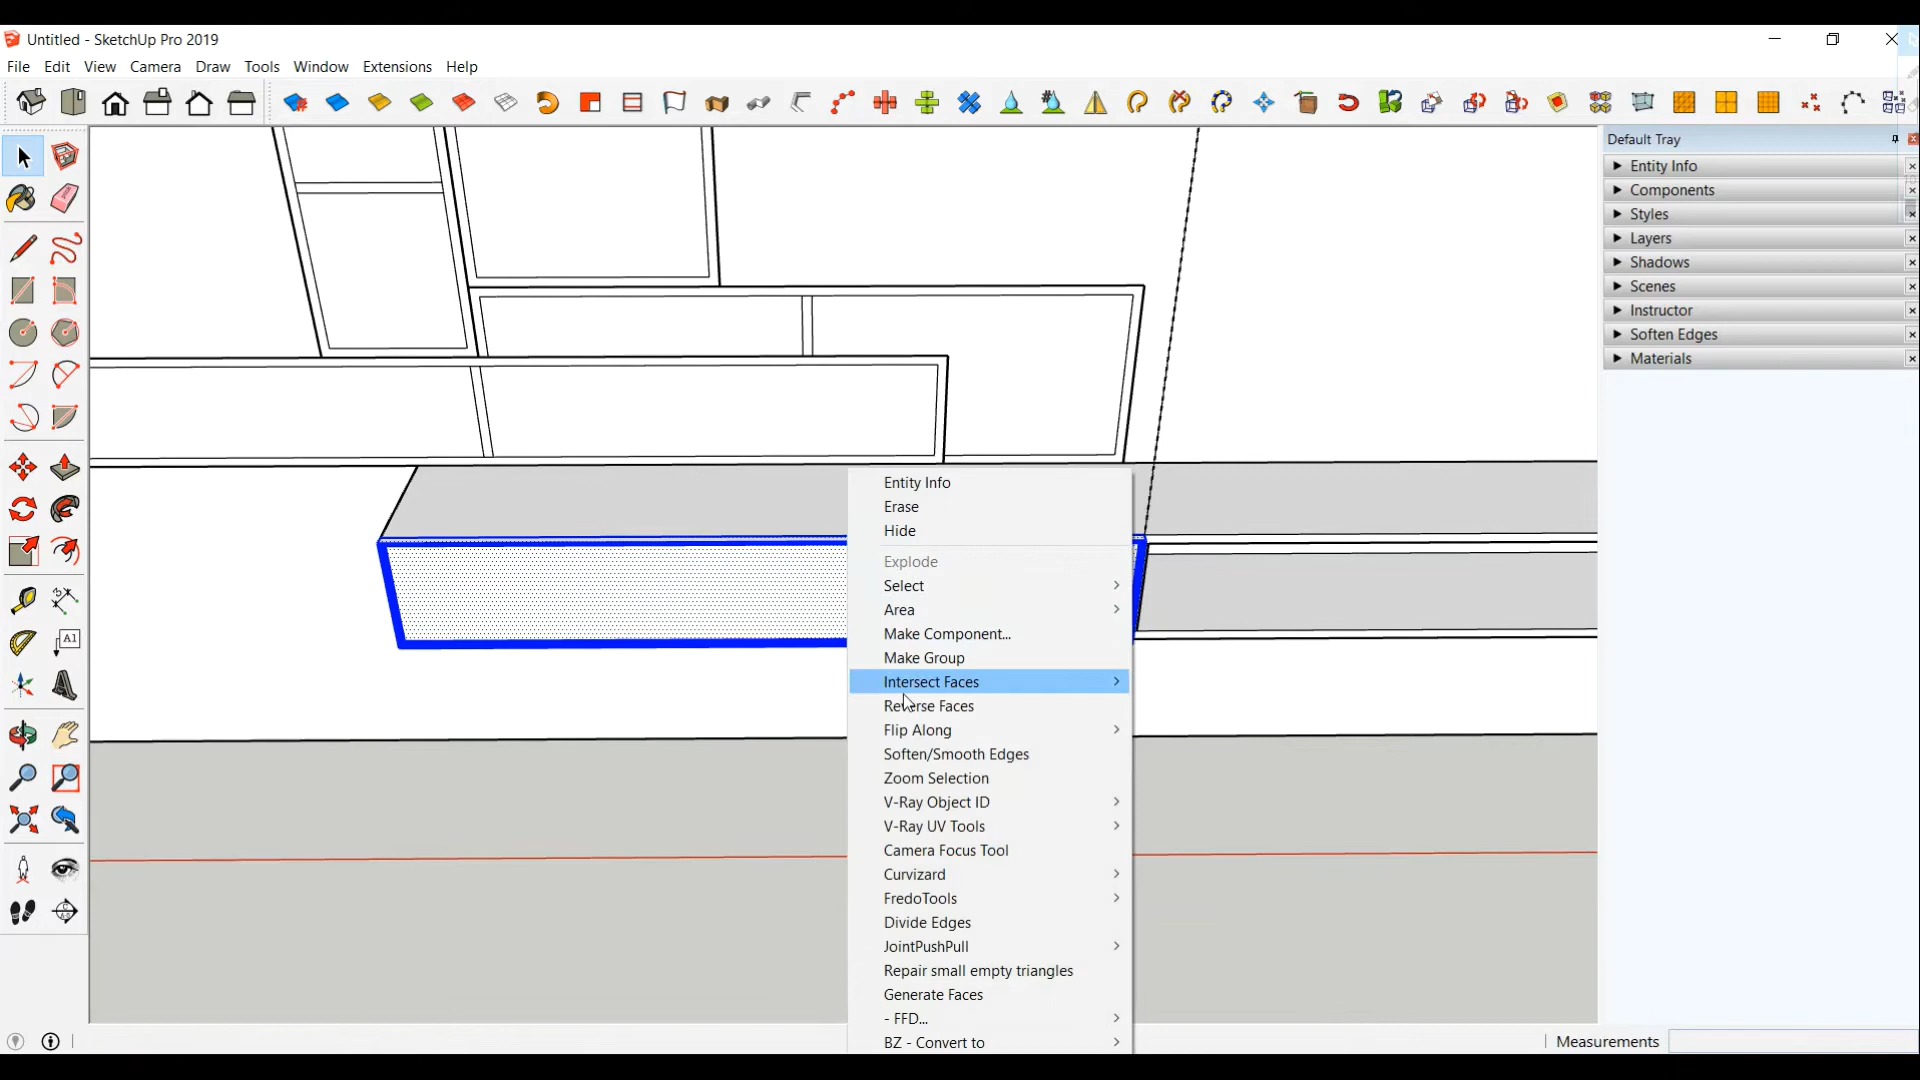 Untitled - SketchUp Pro 2019
File Edit View Camera Draw Tools Window Extensions Help
Default Tray
Entity Info
Components
Styles
Layers
Shadows
Scenes
Instructor
Soften Edges
Materials
A1
Entity Info
Erase
Hide
Explode
Select
Area
Make Component...
Make Group
Intersect Faces
Reverse Faces
Flip Along
Soften/Smooth Edges
Zoom Selection
V-Ray Object ID
V-Ray UV Tools
Camera Focus Tool
Curvizard
FredoTools
Divide Edges
JointPushPull
Repair small empty triangles
Generate Faces
- FFD...
BZ - Convert to
Measurements